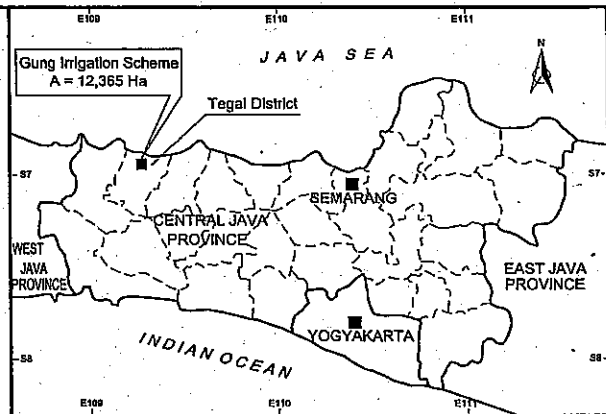 E109 E110 E111
JAVA SEA
N
Gung Irrigation Scheme
A = 12,365 Ha
Tegal District
S7 S7
SEMARANG
CENTRAL JAVA
PROVINCE
WEST
JAVA
PROVINCE
EAST JAVA
PROVINCE
YOGYAKARTA
INDIAN OCEAN
S8 S8
E109 E110 E111